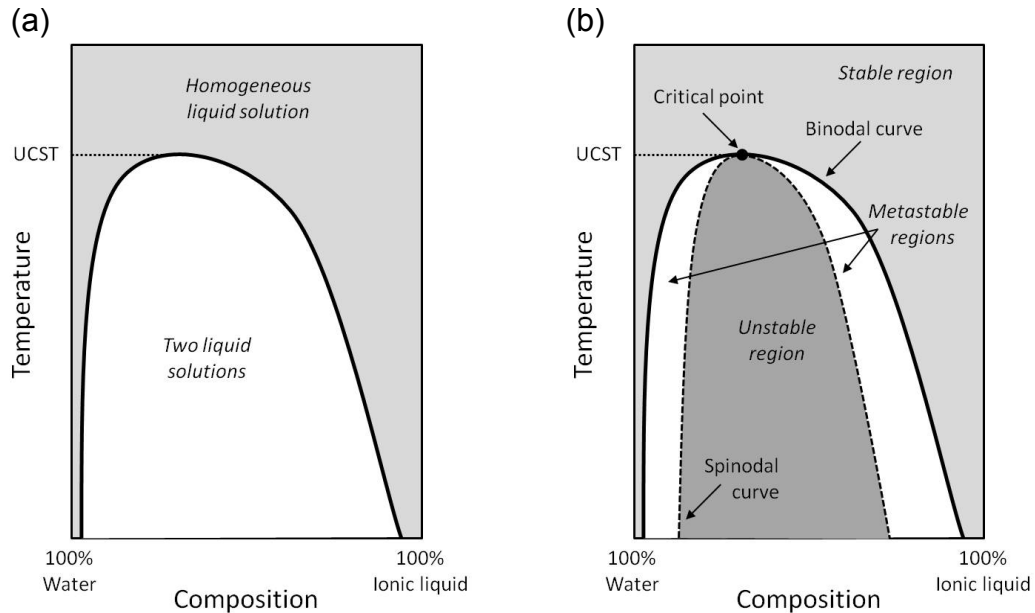 (a)
Homogeneous
liquid solution
UCST
Temperature
Two liquid
solutions
100%
Water
100%
Ionic liquid
Composition
(b)
Stable region
Critical point
Binodal curve
UCST
Metastable
regions
Temperature
Unstable
region
Spinodal
curve
100%
Water
100%
Ionic liquid
Composition